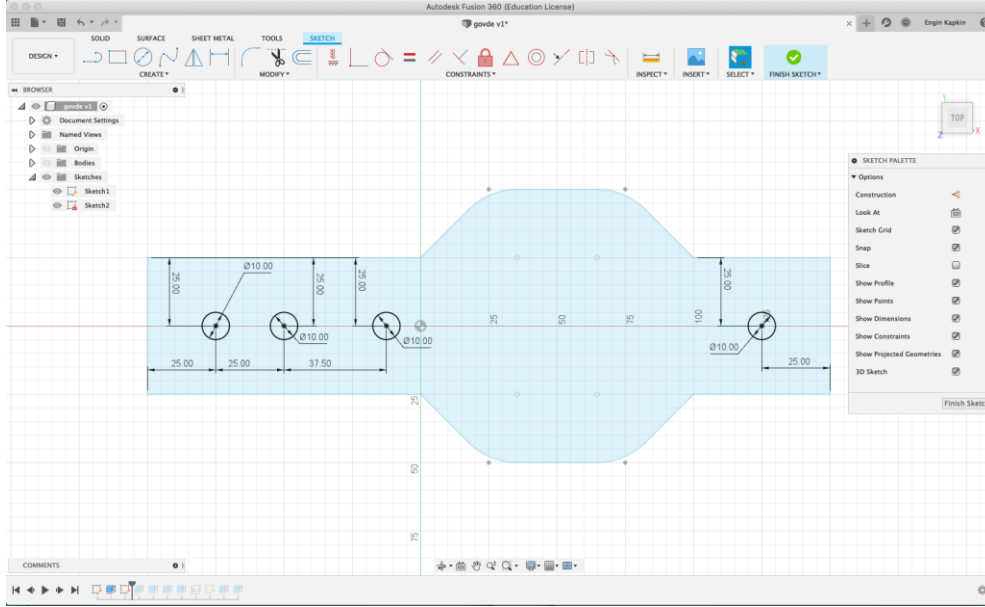 Autodesk Fusion 360 (Education License)
govde v1*
Engin Kapkin
DESIGN
SOLID SURFACE SHEET METAL TOOLS SKETCH
CREATE MODIFY CONSTRAINTS INSPECT INSERT SELECT FINISH SKETCH
BROWSER
govde v1
Document Settings
Named Views
Origin
Bodies
Sketches
Sketch1
Sketch2
TOP
Y
Z
X
SKETCH PALETTE
Options
Construction
Look At
Sketch Grid
Snap
Slice
Show Profile
Show Points
Show Dimensions
Show Constraints
Show Projected Geometries
3D Sketch
Finish Sketc
25.00
Ø10.00
25.00
25.00
25.00
25 50 75 100
Ø10.00
Ø10.00
Ø10.00
25.00 25.00 37.50
25.00
25
50
75
COMMENTS